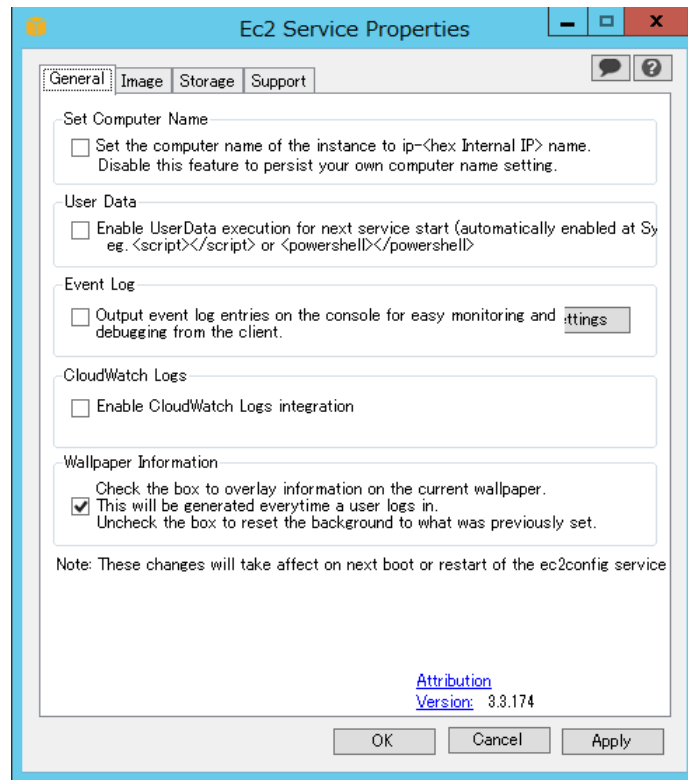 Ec2 Service Properties
General Image Storage Support
Set Computer Name
Set the computer name of the instance to ip-<hex Internal IP> name.
Disable this feature to persist your own computer name setting.
User Data
Enable UserData execution for next service start (automatically enabled at Sy
eg. <script></script> or <powershell></powershell>
Event Log
Output event log entries on the console for easy monitoring and ettings
debugging from the client.
CloudWatch Logs
Enable CloudWatch Logs integration
Wallpaper Information
Check the box to overlay information on the current wallpaper.
This will be generated everytime a user logs in.
Uncheck the box to reset the background to what was previously set.
Note: These changes will take affect on next boot or restart of the ec2config service
Attribution
Version: 3.3.174
OK Cancel Apply